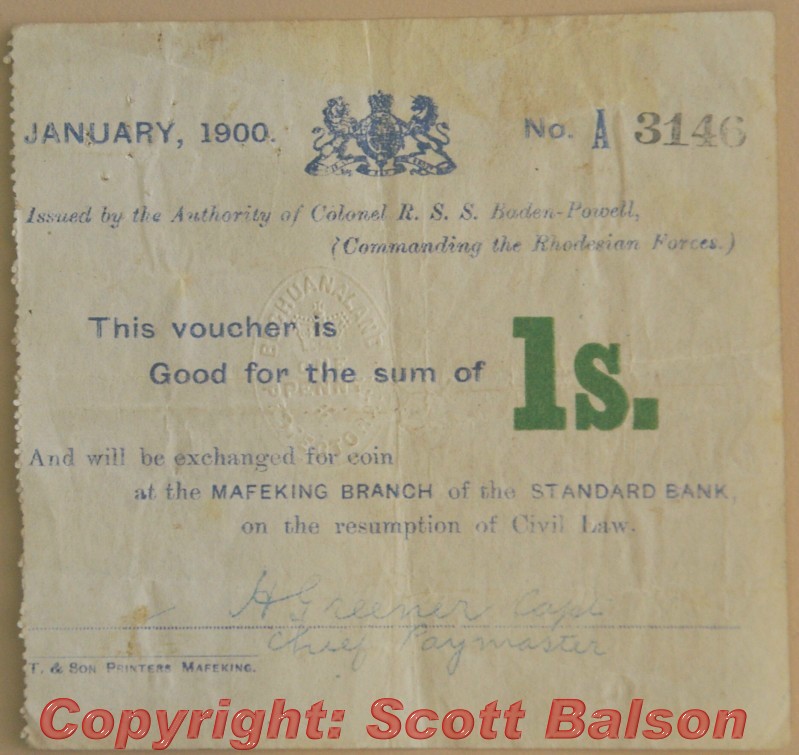 JANUARY, 1900.
No. A 3146
Issued by the Authority of Colonel R. S. S. Baden-Powell,
(Commanding the Rhodesian Forces.)
This voucher is
Good for the sum of 1s.
BECHUANALAND
PENNY
And will be exchanged for coin
at the MAFEKING BRANCH of the STANDARD BANK,
on the resumption of Civil Law.
H Greener Capt
Chief Paymaster
T. & SON PRINTERS MAFEKING.
Copyright: Scott Balson